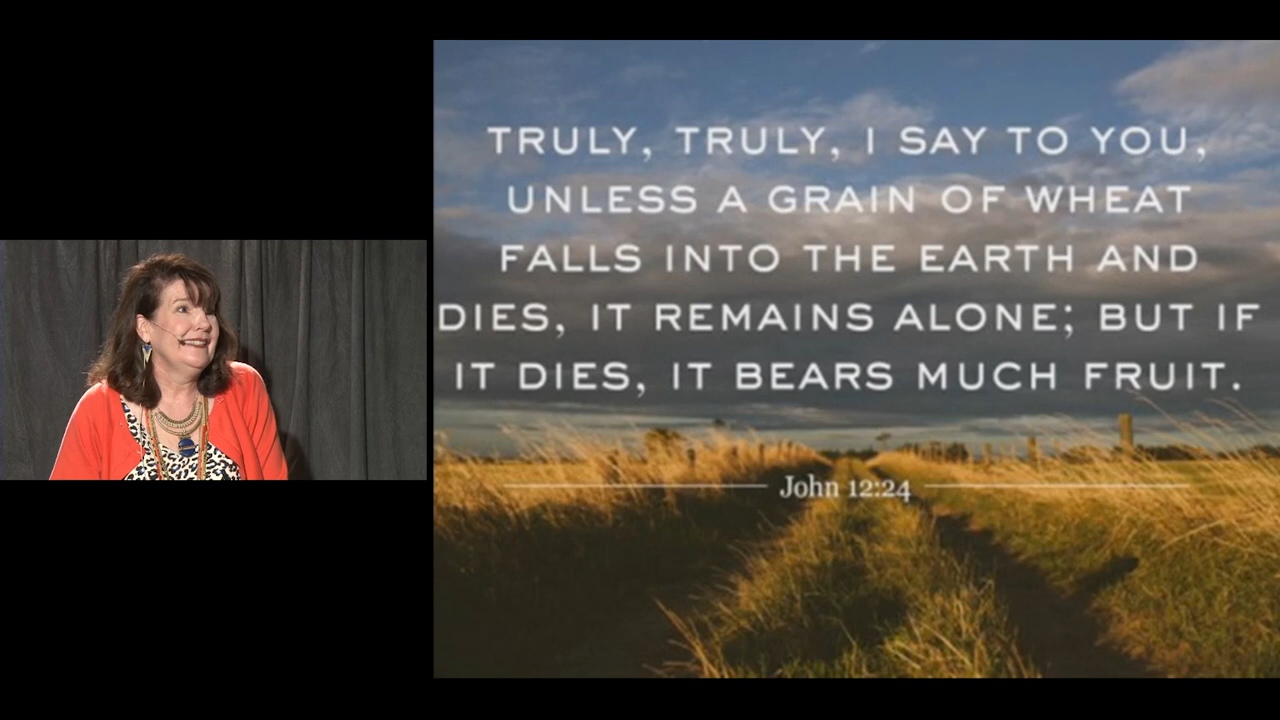 TRULY, TRULY, I SAY TO YOU,
UNLESS A GRAIN OF WHEAT
FALLS INTO THE EARTH AND
DIES, IT REMAINS ALONE; BUT IF
IT DIES, IT BEARS MUCH FRUIT.
John 12:24